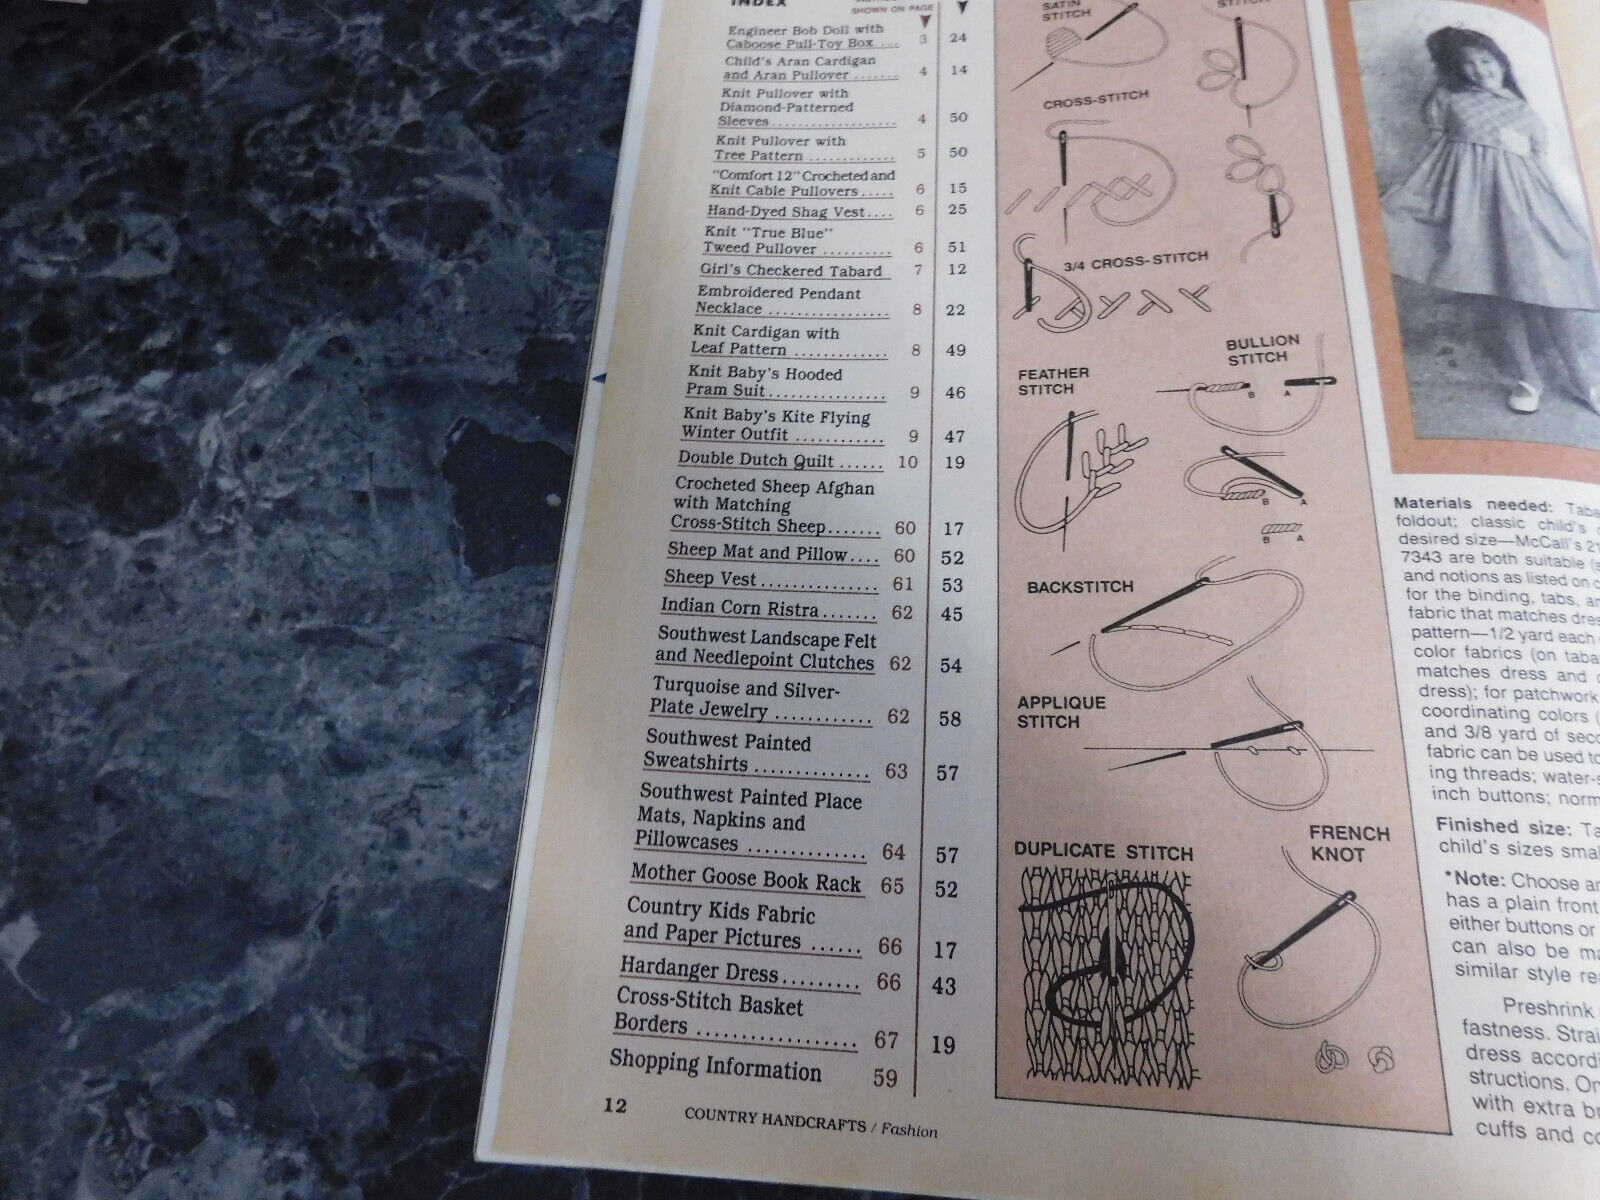 INDEX
SHOWN ON PAGE
Engineer Bob Doll with
Caboose Pull-Toy Box ... 3 24
Child's Aran Cardigan
and Aran Pullover ....... 4 14
Knit Pullover with
Diamond-Patterned
Sleeves .................... 4 50
Knit Pullover with
Tree Pattern ............. 5 50
"Comfort 12" Crocheted and
Knit Cable Pullovers ..... 6 15
Hand-Dyed Shag Vest .... 6 25
Knit "True Blue"
Tweed Pullover .......... 6 51
Girl's Checkered Tabard 7 12
Embroidered Pendant
Necklace ................. 8 22
Knit Cardigan with
Leaf Pattern ............. 8 49
Knit Baby's Hooded
Pram Suit ................ 9 46
Knit Baby's Kite Flying
Winter Outfit ............ 9 47
Double Dutch Quilt ...... 10 19
Crocheted Sheep Afghan
with Matching
Cross-Stitch Sheep ....... 60 17
Sheep Mat and Pillow .... 60 52
Sheep Vest ............... 61 53
Indian Corn Ristra ....... 62 45
Southwest Landscape Felt
and Needlepoint Clutches 62 54
Turquoise and Silver-
Plate Jewelry ............ 62 58
Southwest Painted
Sweatshirts .............. 63 57
Southwest Painted Place
Mats, Napkins and
Pillowcases .............. 64 57
Mother Goose Book Rack 65 52
Country Kids Fabric
and Paper Pictures ...... 66 17
Hardanger Dress ......... 66 43
Cross-Stitch Basket
Borders .................. 67 19
Shopping Information 59
12 COUNTRY HANDCRAFTS / Fashion
SATIN
STITCH
STITCH
CROSS-STITCH
3/4 CROSS-STITCH
BULLION
STITCH
B A
FEATHER
STITCH
B A
B A
BACKSTITCH
APPLIQUE
STITCH
DUPLICATE STITCH
FRENCH
KNOT
Materials needed:
foldout; classic child's
desired size—McCall's
7343 are both suitable
and notions as listed on
for the binding, tabs,
fabric that matches
pattern—1/2 yard each
color fabrics (on
matches dress and
dress); for patchwork
coordinating colors
and 3/8 yard of
fabric can be used
ing threads; water-
inch buttons;
Finished size:
child's sizes
*Note: Choose
has a plain front
either buttons or
can also be
similar style
Preshrink
fastness.
dress
structions.
with extra
cuffs and